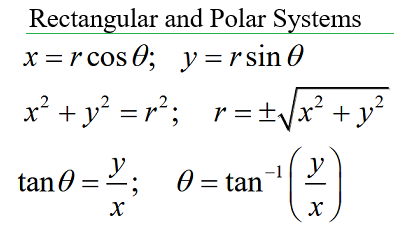 Rectangular and Polar Systems
x = r cos θ; y = r sin θ
x² + y² = r²; r = ±√(x² + y²)
tan θ = y/x; θ = tan⁻¹(y/x)